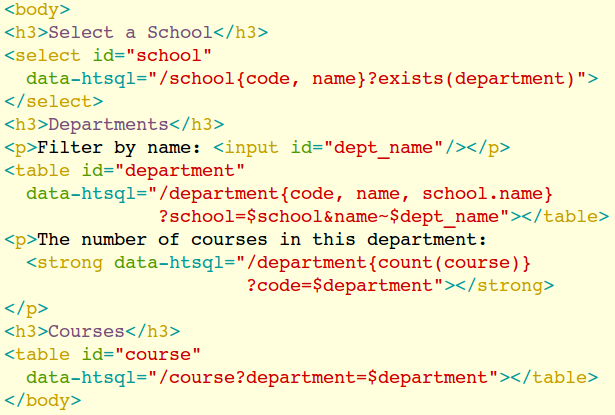 <body>
<h3>Select a School</h3>
<select id="school"
  data-htsql="/school{code, name}?exists(department)">
</select>
<h3>Departments</h3>
<p>Filter by name: <input id="dept_name"/></p>
<table id="department"
  data-htsql="/department{code, name, school.name}
              ?school=$school&name~$dept_name"></table>
<p>The number of courses in this department:
  <strong data-htsql="/department{count(course)}
                      ?code=$department"></strong>
</p>
<h3>Courses</h3>
<table id="course"
  data-htsql="/course?department=$department"></table>
</body>